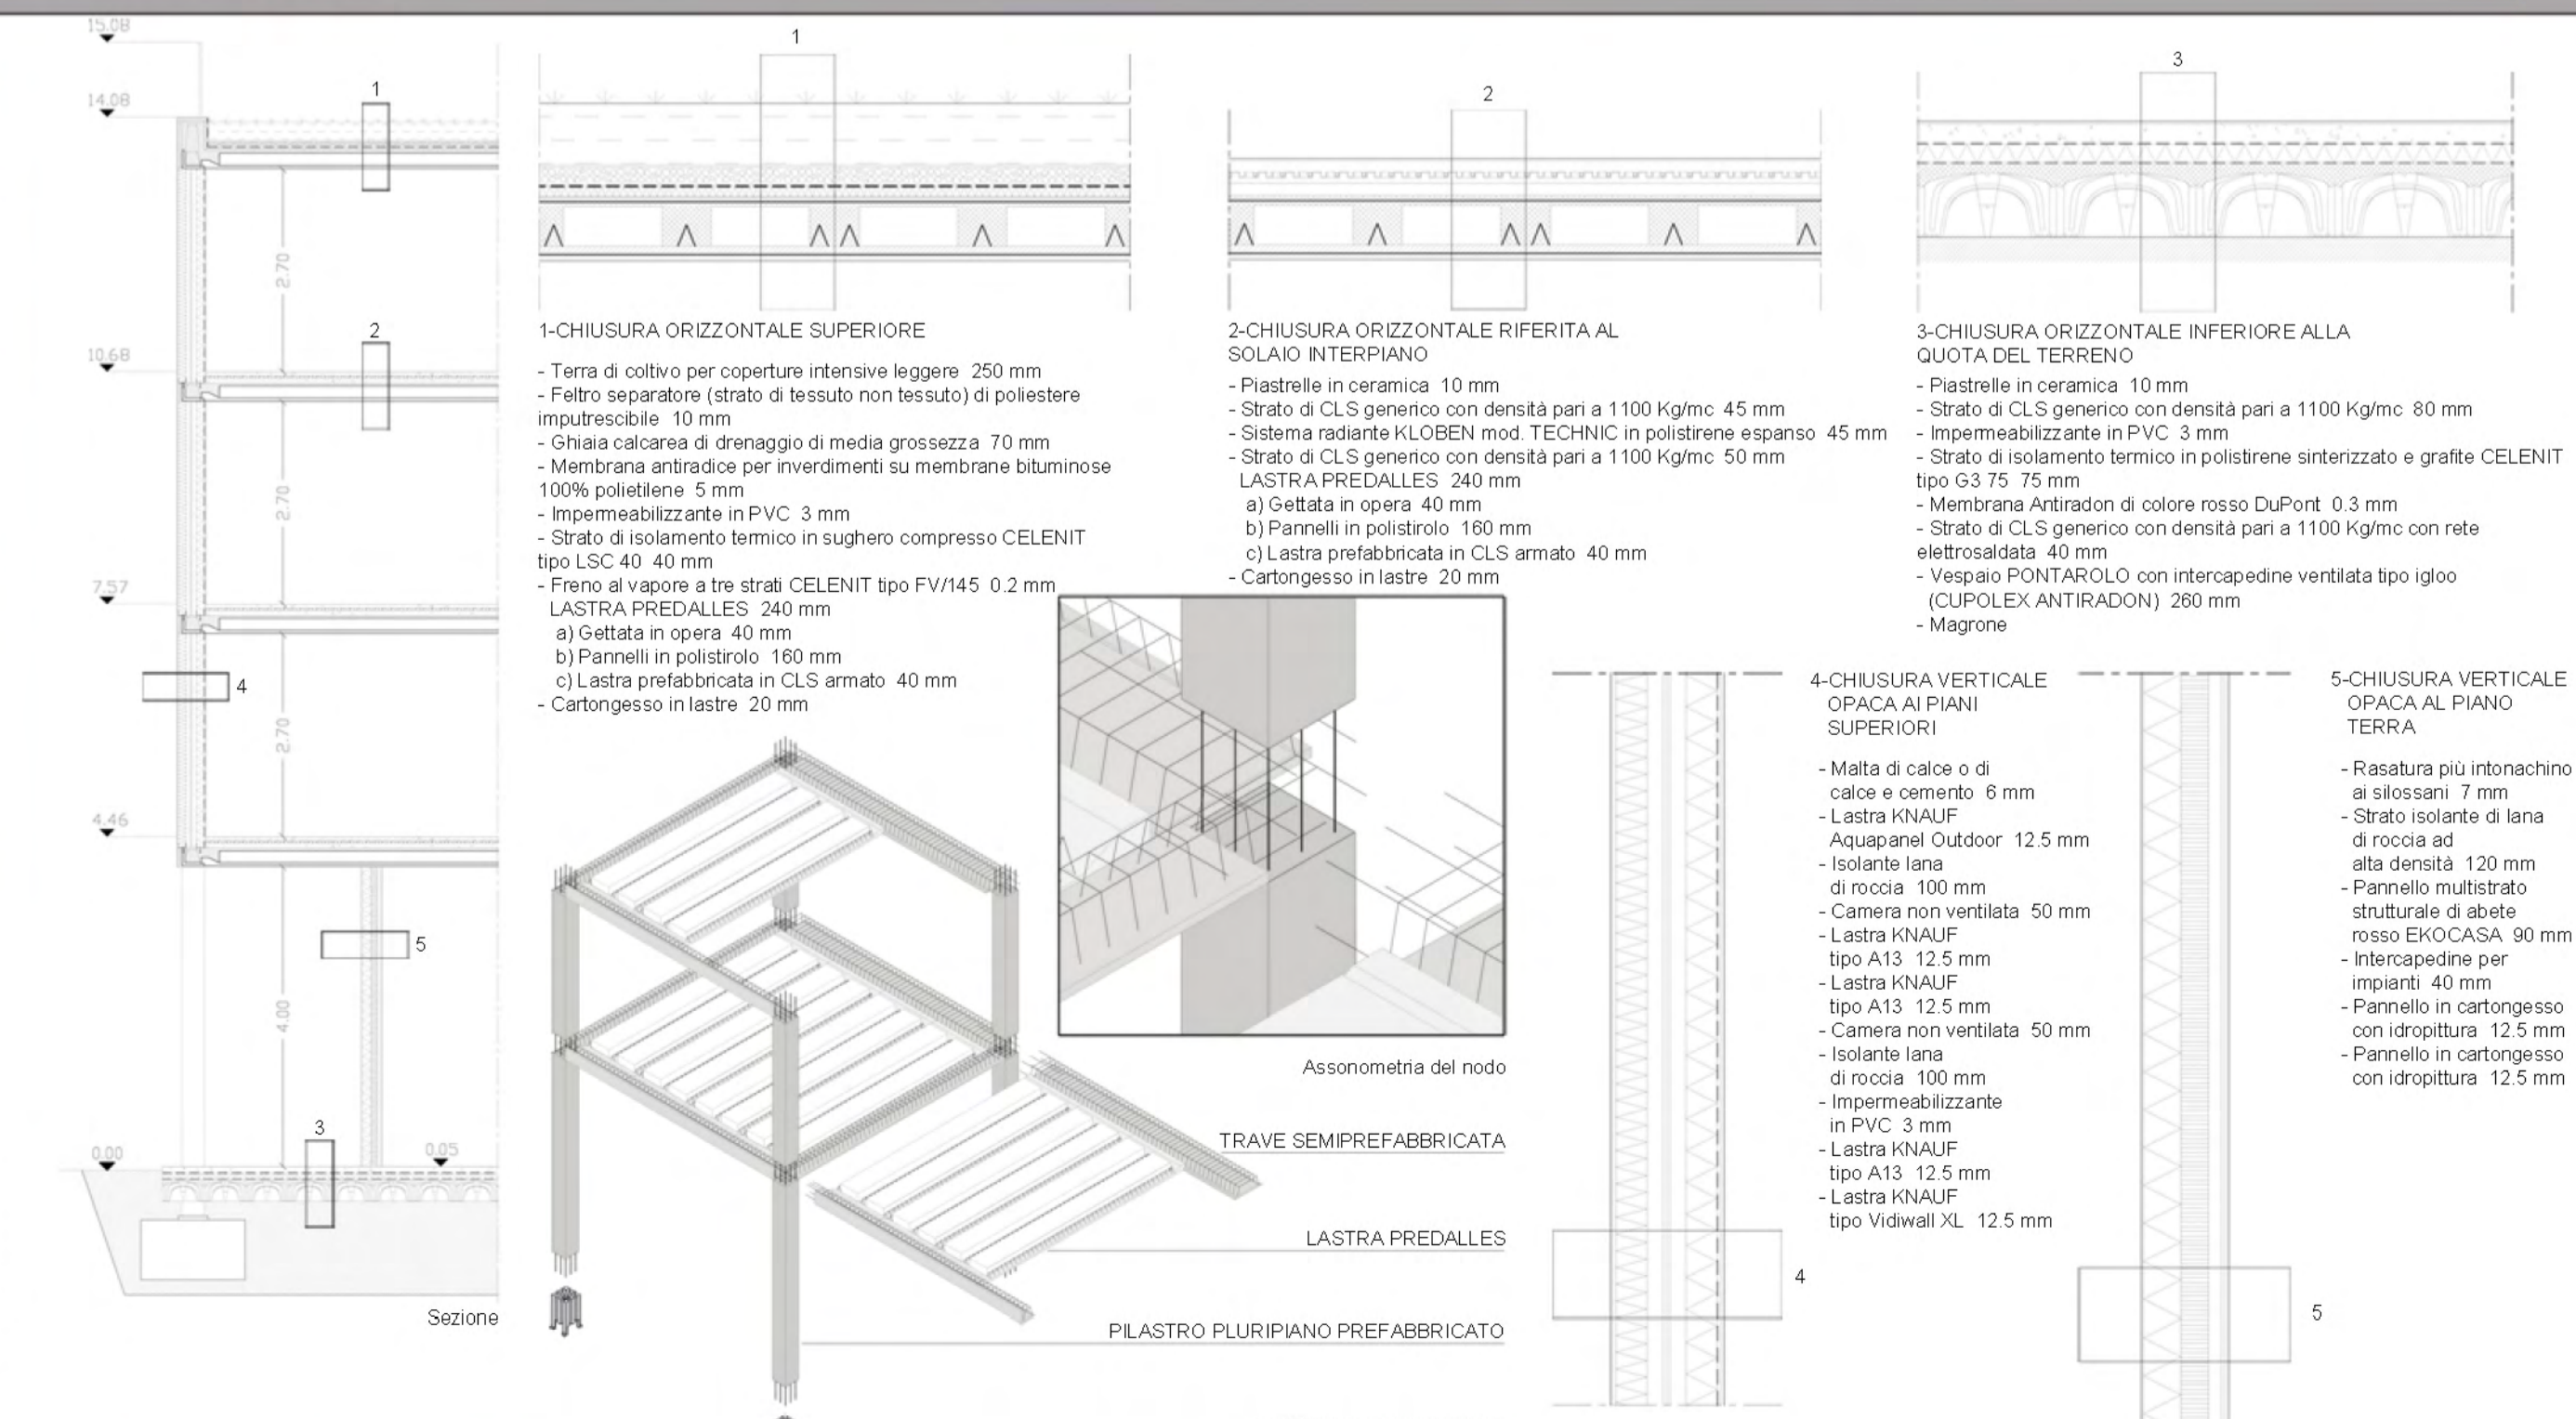 15.08
14.08
1
2.70
2
10.68
2.70
7.57
4
2.70
4.46
5
4.00
3
0.00
0.05
Sezione
1
1-CHIUSURA ORIZZONTALE SUPERIORE
- Terra di coltivo per coperture intensive leggere 250 mm
- Feltro separatore (strato di tessuto non tessuto) di poliestere
imputrescibile 10 mm
- Ghiaia calcarea di drenaggio di media grossezza 70 mm
- Membrana antiradice per inverdimenti su membrane bituminose
100% polietilene 5 mm
- Impermeabilizzante in PVC 3 mm
- Strato di isolamento termico in sughero compresso CELENIT
tipo LSC 40 40 mm
- Freno al vapore a tre strati CELENIT tipo FV/145 0.2 mm
LASTRA PREDALLES 240 mm
a) Gettata in opera 40 mm
b) Pannelli in polistirolo 160 mm
c) Lastra prefabbricata in CLS armato 40 mm
- Cartongesso in lastre 20 mm
2
2-CHIUSURA ORIZZONTALE RIFERITA AL
SOLAIO INTERPIANO
- Piastrelle in ceramica 10 mm
- Strato di CLS generico con densità pari a 1100 Kg/mc 45 mm
- Sistema radiante KLOBEN mod. TECHNIC in polistirene espanso 45 mm
- Strato di CLS generico con densità pari a 1100 Kg/mc 50 mm
LASTRA PREDALLES 240 mm
a) Gettata in opera 40 mm
b) Pannelli in polistirolo 160 mm
c) Lastra prefabbricata in CLS armato 40 mm
- Cartongesso in lastre 20 mm
3
3-CHIUSURA ORIZZONTALE INFERIORE ALLA
QUOTA DEL TERRENO
- Piastrelle in ceramica 10 mm
- Strato di CLS generico con densità pari a 1100 Kg/mc 80 mm
- Impermeabilizzante in PVC 3 mm
- Strato di isolamento termico in polistirene sinterizzato e grafite CELENIT
tipo G3 75 75 mm
- Membrana Antiradon di colore rosso DuPont 0.3 mm
- Strato di CLS generico con densità pari a 1100 Kg/mc con rete
elettrosaldata 40 mm
- Vespaio PONTAROLO con intercapedine ventilata tipo igloo
(CUPOLEX ANTIRADON) 260 mm
- Magrone
Assonometria del nodo
TRAVE SEMIPREFABBRICATA
LASTRA PREDALLES
PILASTRO PLURIPIANO PREFABBRICATO
4-CHIUSURA VERTICALE
OPACA AI PIANI
SUPERIORI
- Malta di calce o di
calce e cemento 6 mm
- Lastra KNAUF
Aquapanel Outdoor 12.5 mm
- Isolante lana
di roccia 100 mm
- Camera non ventilata 50 mm
- Lastra KNAUF
tipo A13 12.5 mm
- Lastra KNAUF
tipo A13 12.5 mm
- Camera non ventilata 50 mm
- Isolante lana
di roccia 100 mm
- Impermeabilizzante
in PVC 3 mm
- Lastra KNAUF
tipo A13 12.5 mm
- Lastra KNAUF
tipo Vidiwall XL 12.5 mm
4
5-CHIUSURA VERTICALE
OPACA AL PIANO
TERRA
- Rasatura più intonachino
ai silossani 7 mm
- Strato isolante di lana
di roccia ad
alta densità 120 mm
- Pannello multistrato
strutturale di abete
rosso EKOCASA 90 mm
- Intercapedine per
impianti 40 mm
- Pannello in cartongesso
con idropittura 12.5 mm
- Pannello in cartongesso
con idropittura 12.5 mm
5